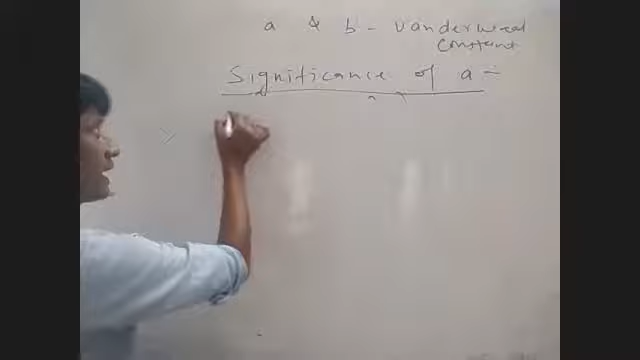 a & b - Vanderwaal
Constant
Significance of a :-